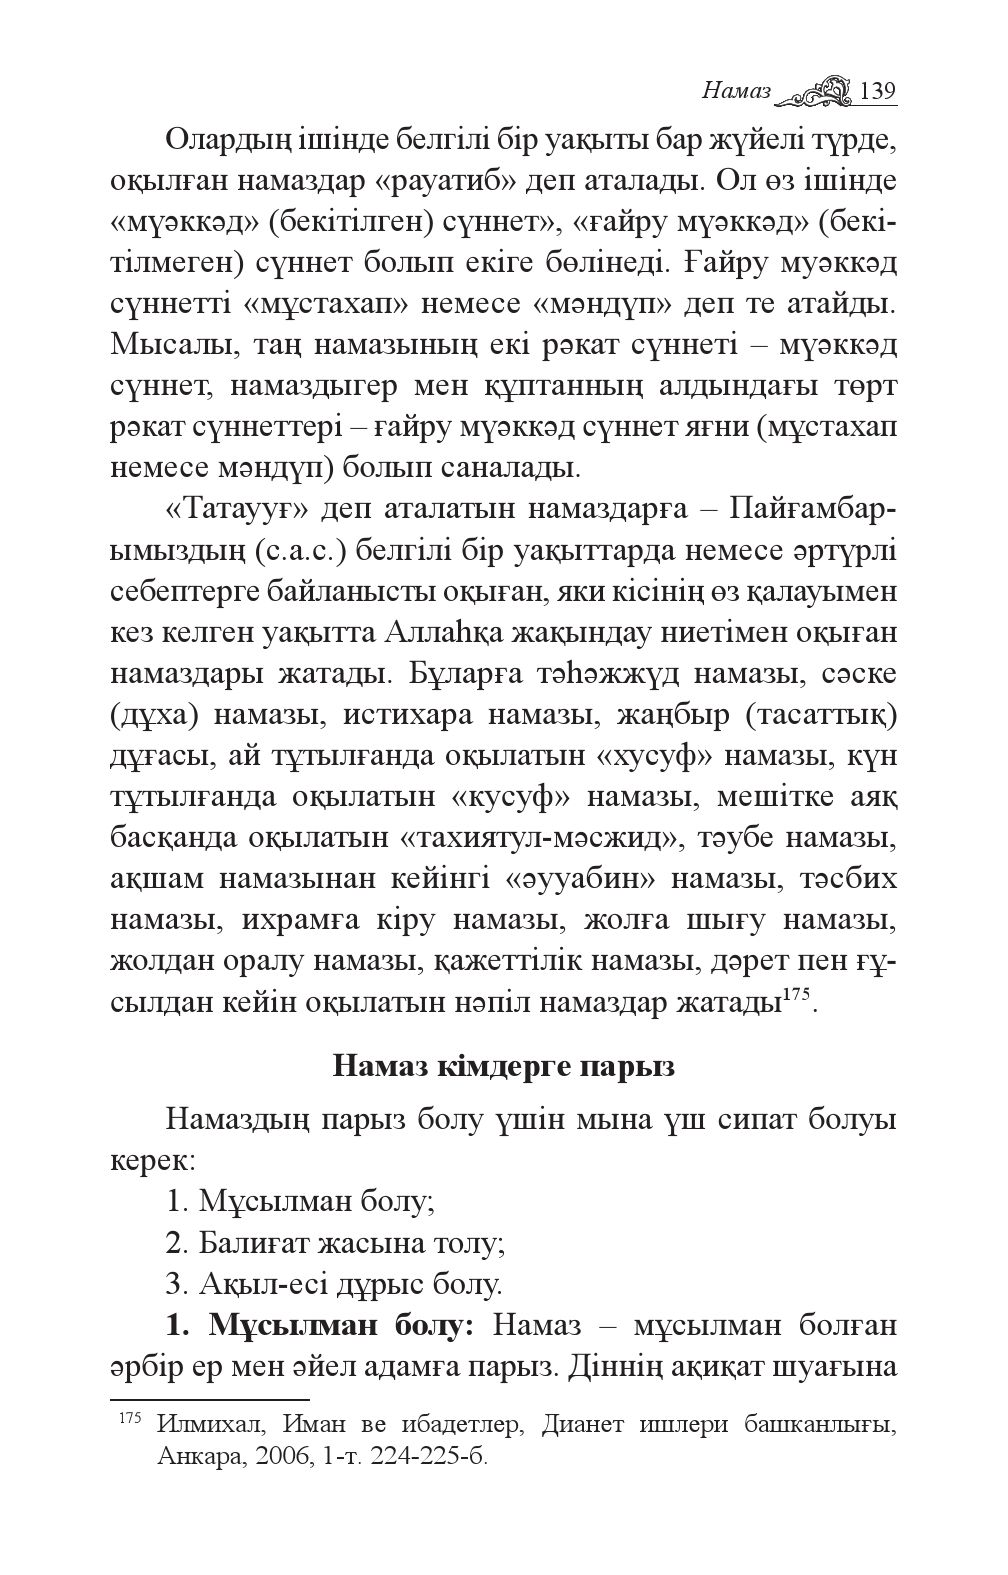 Намаз 139
Олардың ішінде белгілі бір уақыты бар жүйелі түрде,
оқылған намаздар «рауатиб» деп аталады. Ол өз ішінде
«мүәккәд» (бекітілген) сүннет», «ғайру мүәккәд» (бекі-
тілмеген) сүннет болып екіге бөлінеді. Ғайру муәккәд
сүннетті «мұстахап» немесе «мәндүп» деп те атайды.
Мысалы, таң намазының екі рәкат сүннеті – мүәккәд
сүннет, намаздыгер мен құптанның алдындағы төрт
рәкат сүннеттері – ғайру мүәккәд сүннет яғни (мұстахап
немесе мәндүп) болып саналады.
«Татаууғ» деп аталатын намаздарға – Пайғамбар-
ымыздың (с.а.с.) белгілі бір уақыттарда немесе әртүрлі
себептерге байланысты оқыған, яки кісінің өз қалауымен
кез келген уақытта Аллаһқа жақындау ниетімен оқыған
намаздары жатады. Бұларға тәһәжжүд намазы, сәске
(дұха) намазы, истихара намазы, жаңбыр (тасаттық)
дұғасы, ай тұтылғанда оқылатын «хусуф» намазы, күн
тұтылғанда оқылатын «кусуф» намазы, мешітке аяқ
басқанда оқылатын «тахиятул-мәсжид», тәубе намазы,
ақшам намазынан кейінгі «әууабин» намазы, тәсбих
намазы, ихрамға кіру намазы, жолға шығу намазы,
жолдан оралу намазы, қажеттілік намазы, дәрет пен ғұ-
сылдан кейін оқылатын нәпіл намаздар жатады¹⁷⁵.
Намаз кімдерге парыз
Намаздың парыз болу үшін мына үш сипат болуы
керек:
1. Мұсылман болу;
2. Балиғат жасына толу;
3. Ақыл-есі дұрыс болу.
1. Мұсылман болу: Намаз – мұсылман болған
әрбір ер мен әйел адамға парыз. Діннің ақиқат шуағына
175 Илмихал, Иман ве ибадетлер, Дианет ишлери башканлығы,
Анкара, 2006, 1-т. 224-225-б.